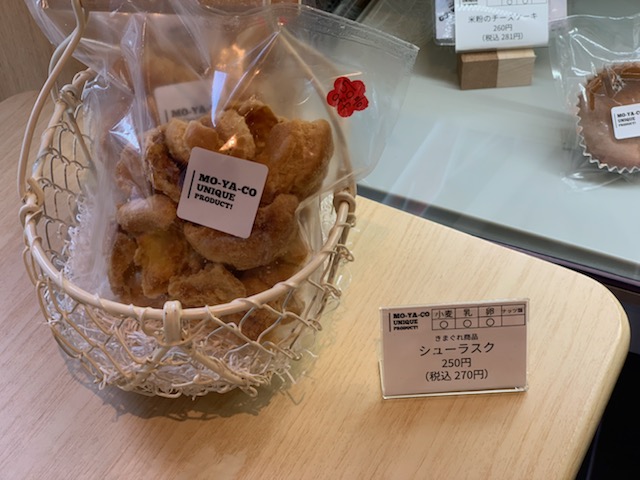 米粉のチーズケーキ
260円
(税込 281円)
MO-YA-CO
UNIQUE
PRODUCT!
MO-YA-CO
UNIQUE
PRODUCT!
MO-YA-CO
小麦 乳 卵 ナッツ類
○ ○ ○
きまぐれ商品
シューラスク
250円
(税込 270円)